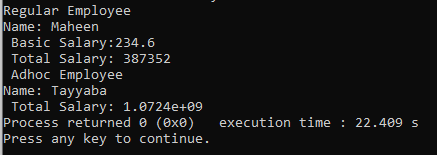 Regular Employee
Name: Maheen
Basic Salary:234.6
Total Salary: 387352
Adhoc Employee
Name: Tayyaba
Total Salary: 1.0724e+09
Process returned 0 (0x0)   execution time : 22.409 s
Press any key to continue.